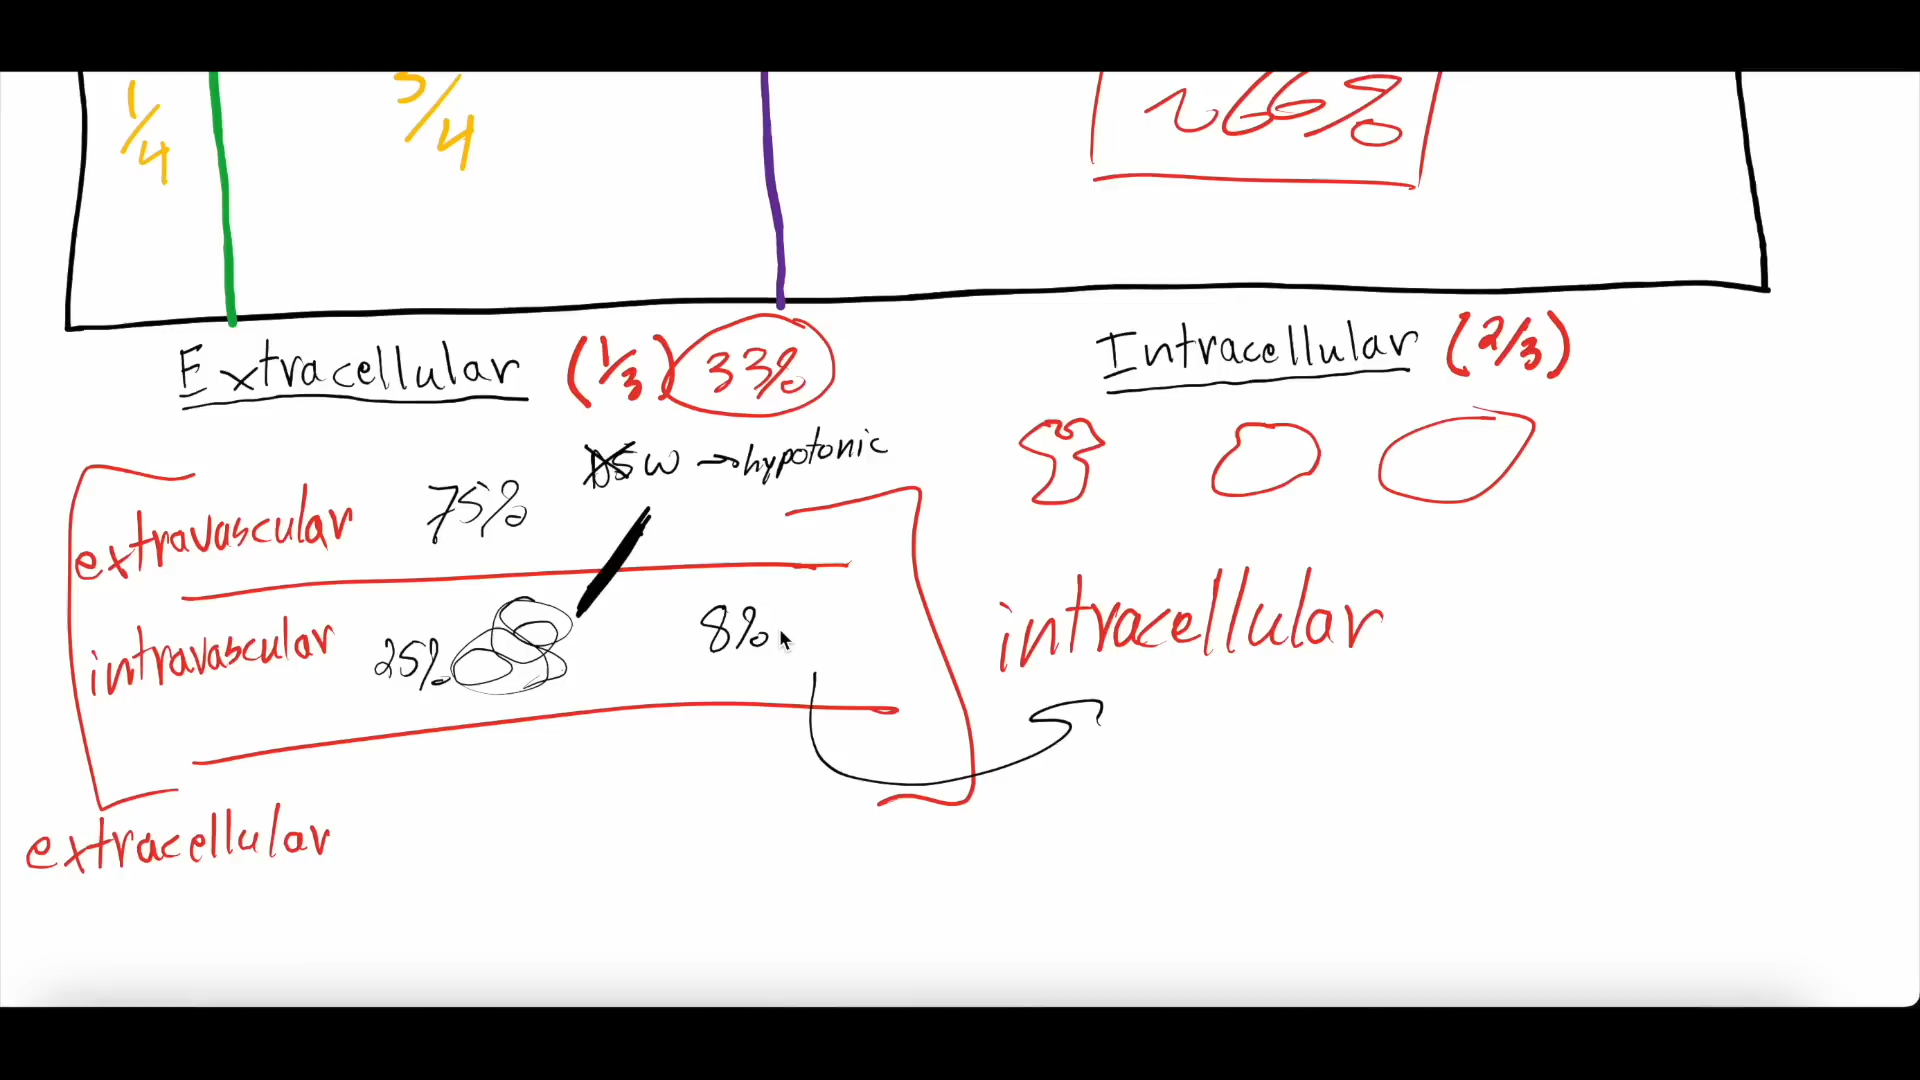 1/4
3/4
~66%
Extracellular (1/3) 33%
Intracellular (2/3)
D5W → hypotonic
extravascular 75%
intravascular 25% 8%
intracellular
extracellular